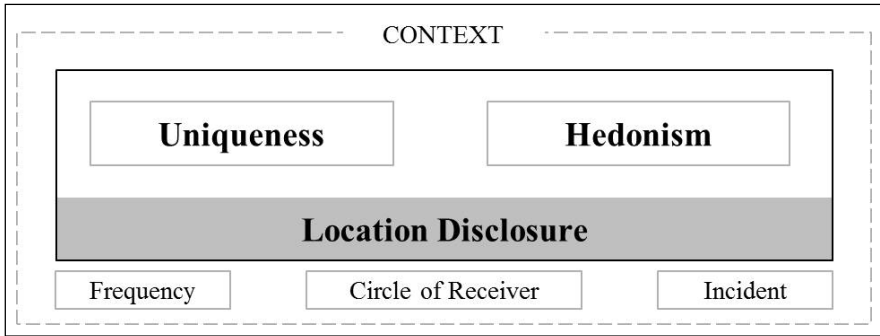 CONTEXT
Uniqueness
Hedonism
Location Disclosure
Frequency
Circle of Receiver
Incident